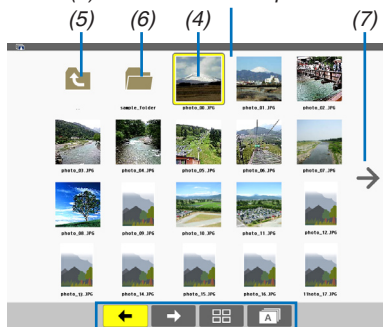 (5) (6) (4) (7)
sample_folder photo_00.JPG photo_01.JPG photo_02.JPG
photo_03.JPG photo_04.JPG photo_05.JPG photo_06.JPG photo_07.JPG
photo_08.JPG photo_09.JPG photo_10.JPG photo_11.JPG photo_12.JPG
photo_13.JPG photo_14.JPG photo_15.JPG photo_16.JPG photo_17.JPG
A